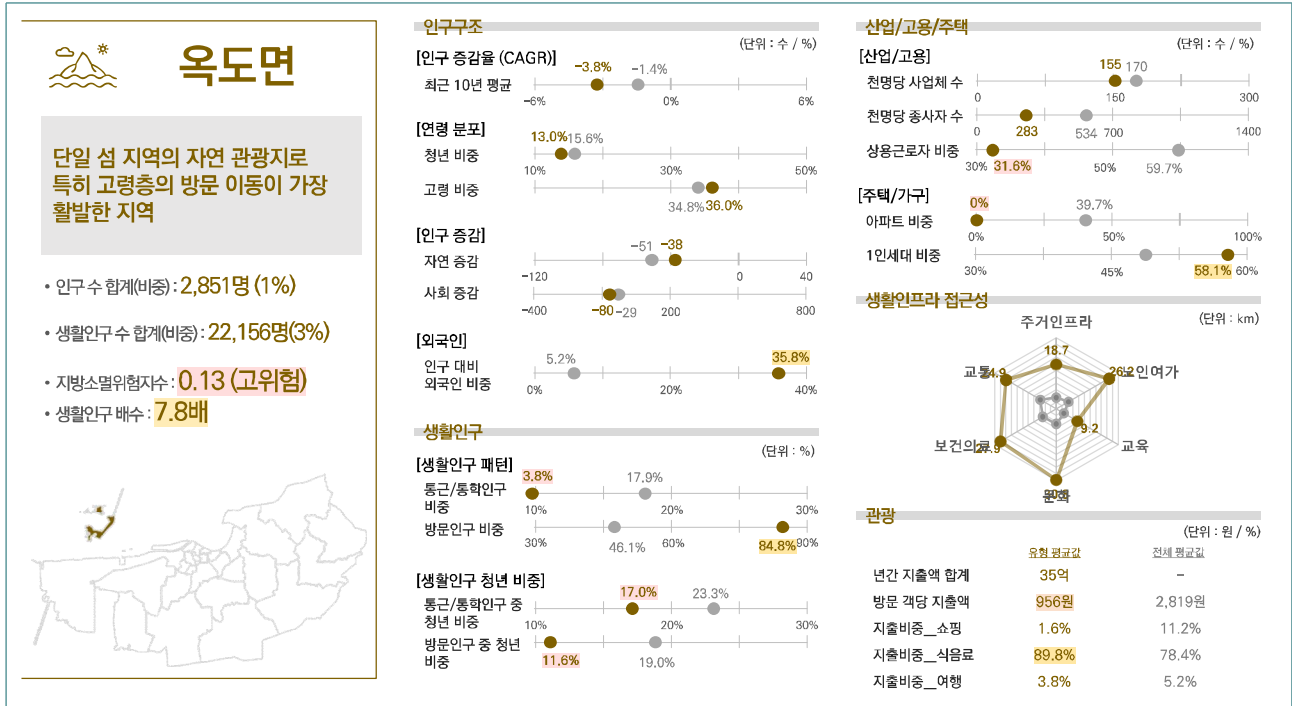 옥도면
단일 섬 지역의 자연 관광지로
특히 고령층의 방문 이동이 가장
활발한 지역
• 인구 수 합계(비중) : 2,851명 (1%)
• 생활인구 수 합계(비중) : 22,156명(3%)
• 지방소멸위험지수 : 0.13 (고위험)
• 생활인구 배수 : 7.8배
인구구조
(단위 : 수 / %)
[인구 증감율 (CAGR)]
-3.8% -1.4%
최근 10년 평균
-6% 0% 6%
[연령 분포]
13.0% 15.6%
청년 비중
10% 30% 50%
고령 비중
34.8% 36.0%
[인구 증감]
-51 -38
자연 증감
-120 0 40
사회 증감
-400 -80 -29 200 800
[외국인]
5.2% 35.8%
인구 대비
외국인 비중
0% 20% 40%
생활인구
(단위 : %)
[생활인구 패턴]
3.8% 17.9%
통근/통학인구
비중
10% 20% 30%
방문인구 비중
30% 46.1% 60% 84.8% 90%
[생활인구 청년 비중]
17.0% 23.3%
통근/통학인구 중
청년 비중
10% 20% 30%
방문인구 중 청년
비중
11.6% 19.0%
산업/고용/주택
(단위 : 수 / %)
[산업/고용]
155 170
천명당 사업체 수
0 150 300
천명당 종사자 수
0 283 534 700 1400
상용근로자 비중
30% 31.6% 50% 59.7%
[주택/가구]
0% 39.7%
아파트 비중
0% 50% 100%
1인세대 비중
30% 45% 58.1% 60%
생활인프라 접근성
(단위 : km)
주거인프라
18.7
교통 노인여가
26.2
9.2
보건의료 교육
문화
관광
(단위 : 원 / %)
유형 평균값 전체 평균값
년간 지출액 합계 35억 -
방문 객당 지출액 956원 2,819원
지출비중_쇼핑 1.6% 11.2%
지출비중_식음료 89.8% 78.4%
지출비중_여행 3.8% 5.2%